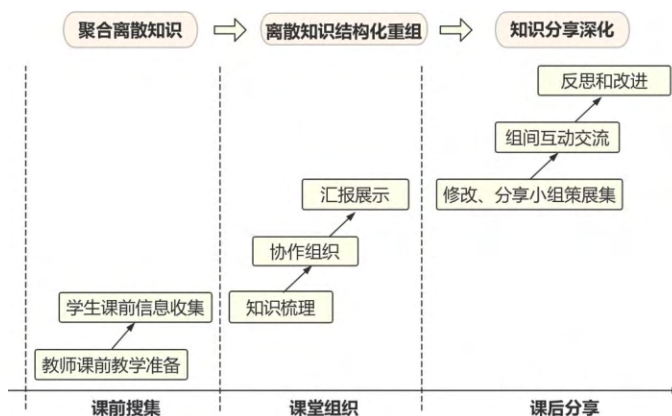 聚合离散知识
离散知识结构化重组
知识分享深化
反思和改进
组间互动交流
修改、分享小组策展集
汇报展示
协作组织
知识梳理
学生课前信息收集
教师课前教学准备
课前搜集
课堂组织
课后分享